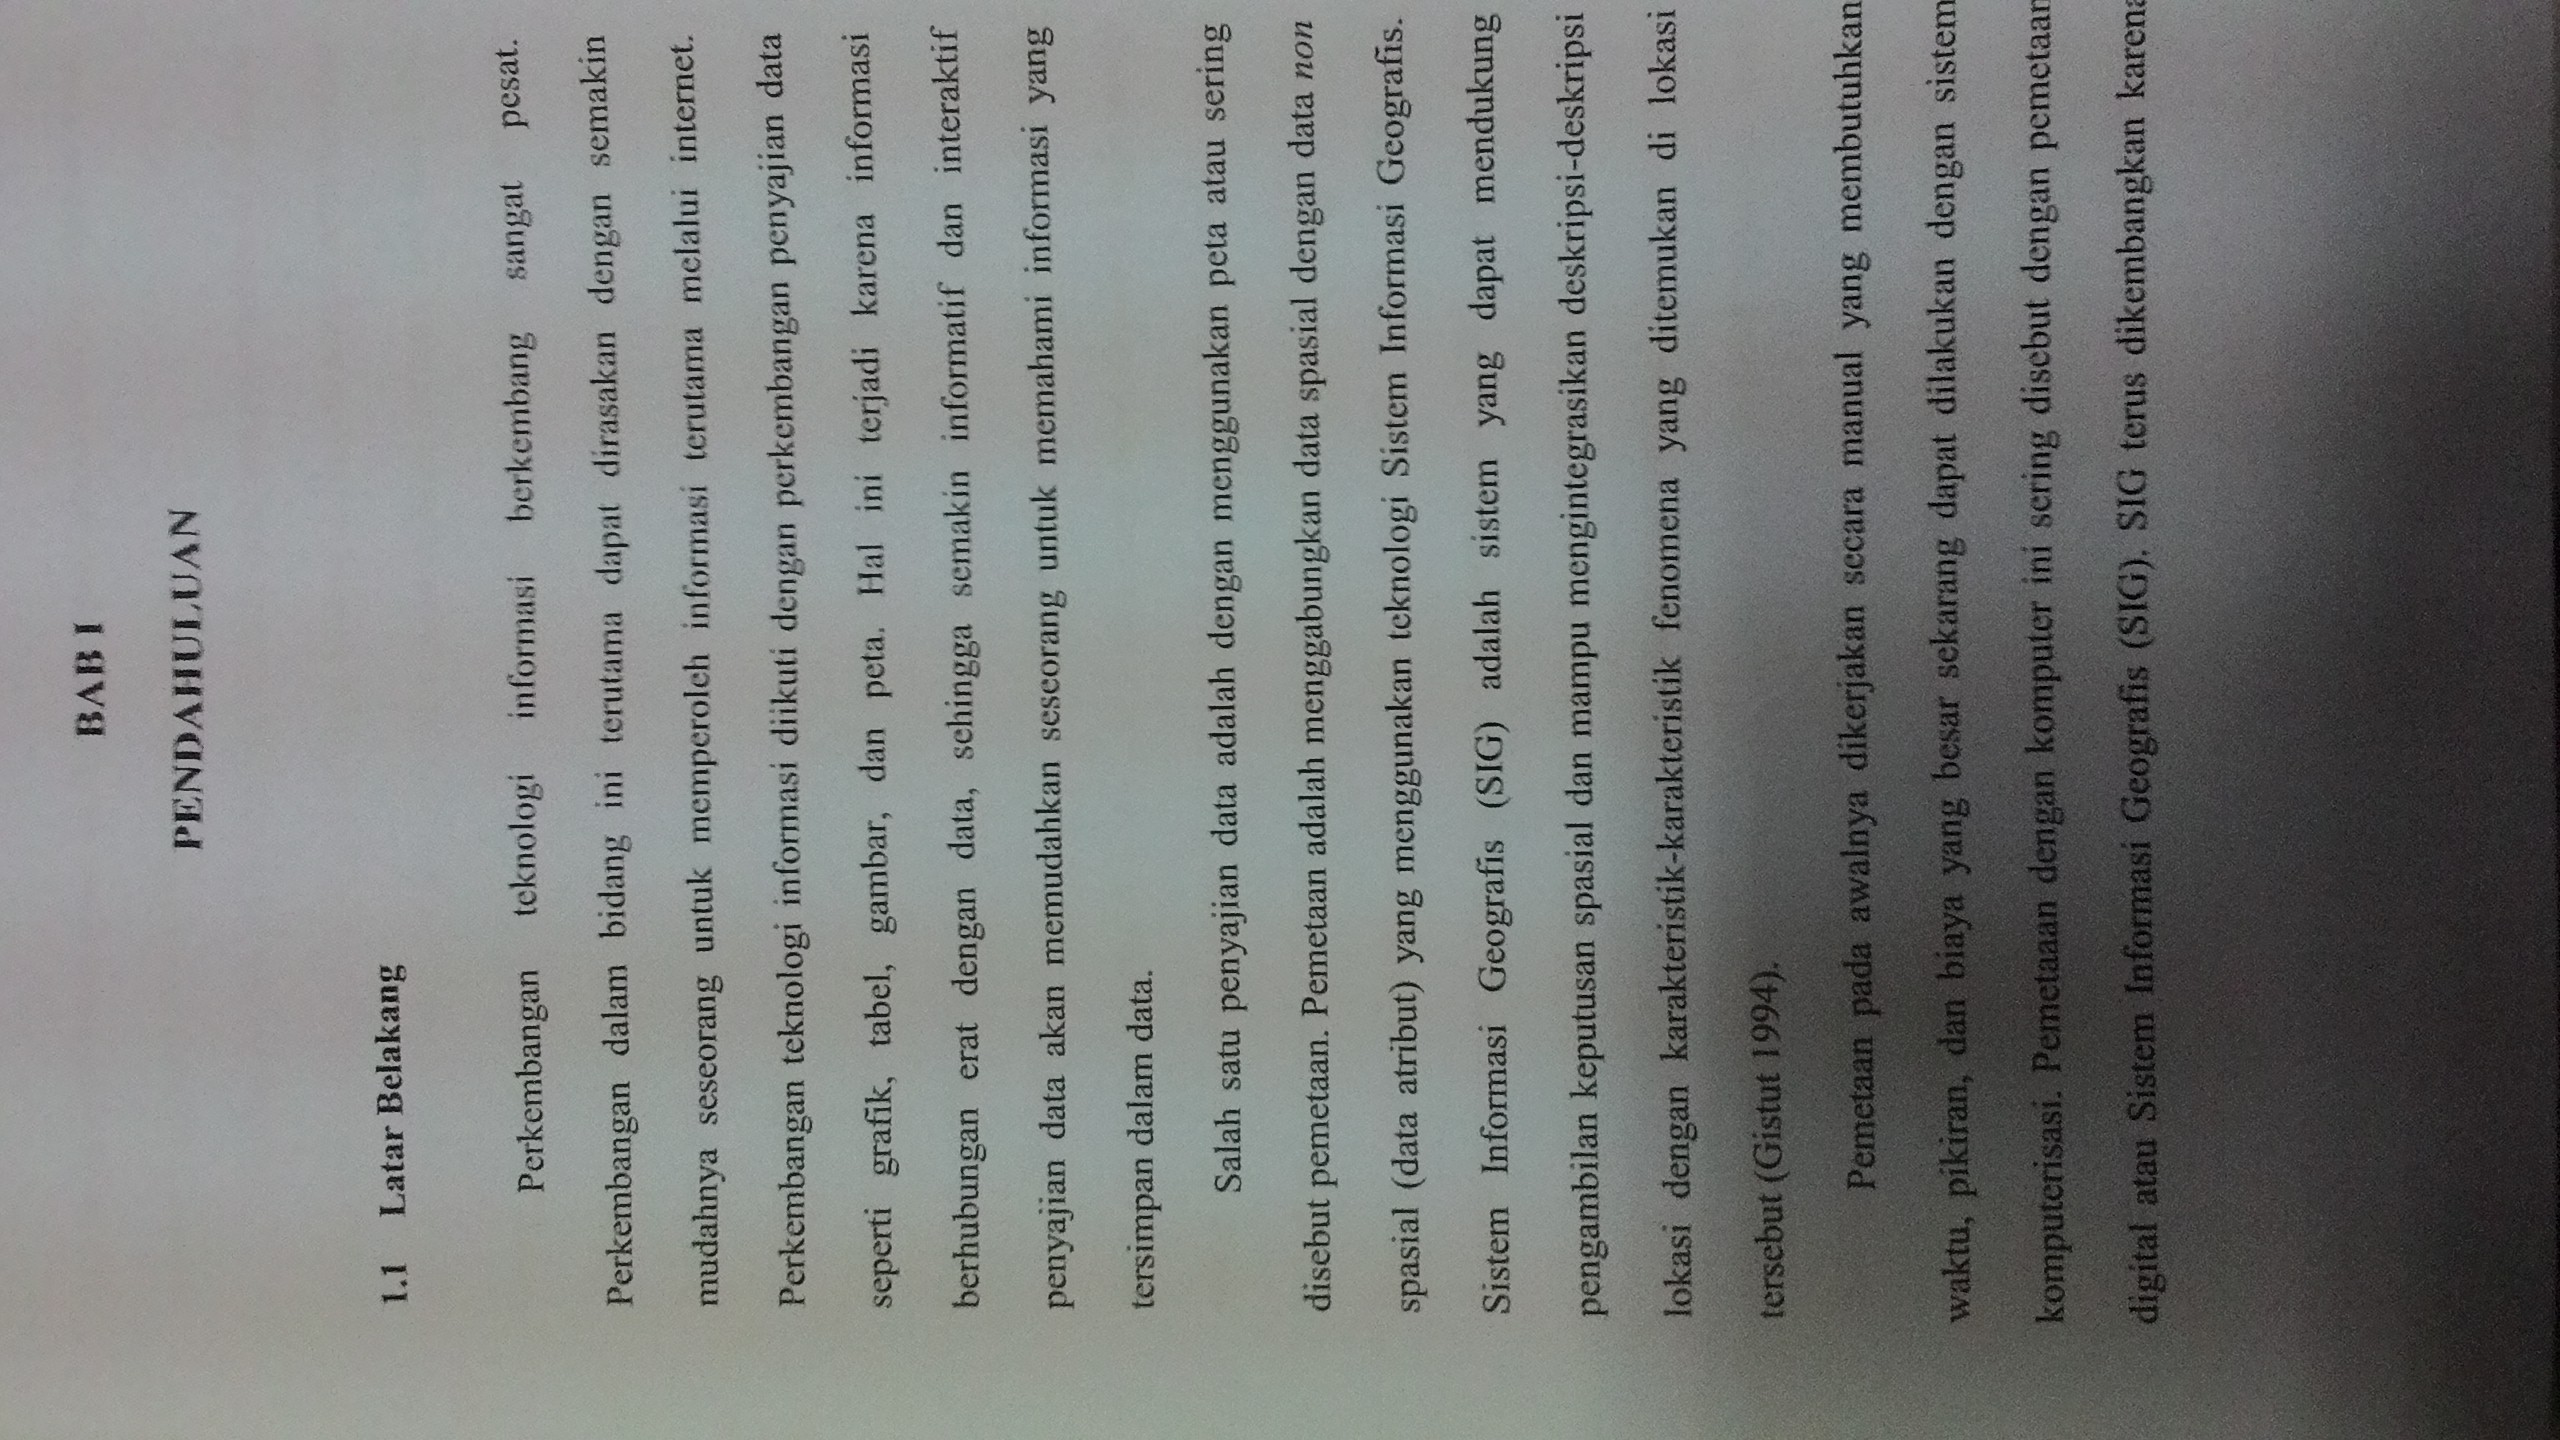 BAB I
PENDAHULUAN
1.1 Latar Belakang
Perkembangan teknologi informasi berkembang sangat pesat.
Perkembangan dalam bidang ini terutama dapat dirasakan dengan semakin
mudahnya seseorang untuk memperoleh informasi terutama melalui internet.
Perkembangan teknologi informasi diikuti dengan perkembangan penyajian data
seperti grafik, tabel, gambar, dan peta. Hal ini terjadi karena informasi
berhubungan erat dengan data, sehingga semakin informatif dan interaktif
penyajian data akan memudahkan seseorang untuk memahami informasi yang
tersimpan dalam data.
Salah satu penyajian data adalah dengan menggunakan peta atau sering
disebut pemetaan. Pemetaan adalah menggabungkan data spasial dengan data non
spasial (data atribut) yang menggunakan teknologi Sistem Informasi Geografis.
Sistem Informasi Geografis (SIG) adalah sistem yang dapat mendukung
pengambilan keputusan spasial dan mampu mengintegrasikan deskripsi-deskripsi
lokasi dengan karakteristik-karakteristik fenomena yang ditemukan di lokasi
tersebut (Gistut 1994).
Pemetaan pada awalnya dikerjakan secara manual yang membutuhkan
waktu, pikiran, dan biaya yang besar sekarang dapat dilakukan dengan sistem
komputerisasi. Pemetaaan dengan komputer ini sering disebut dengan pemetaan
digital atau Sistem Informasi Geografis (SIG). SIG terus dikembangkan karena